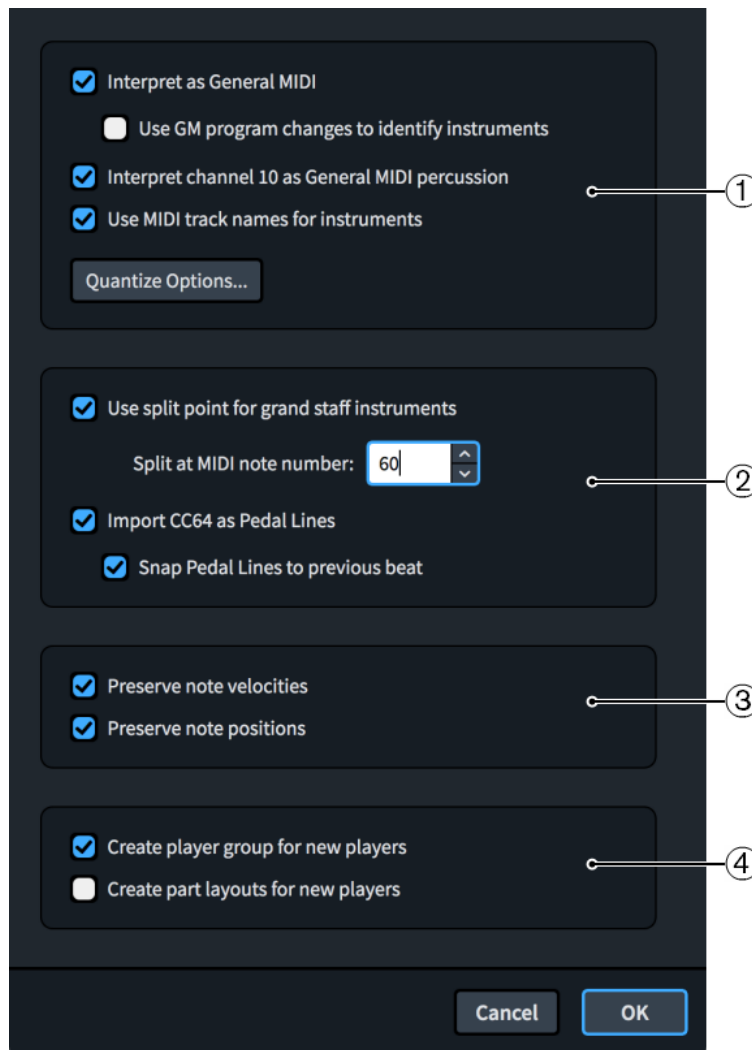 Interpret as General MIDI
Use GM program changes to identify instruments
Interpret channel 10 as General MIDI percussion
①
Use MIDI track names for instruments
Quantize Options...
Use split point for grand staff instruments
Split at MIDI note number: 60
②
Import CC64 as Pedal Lines
Snap Pedal Lines to previous beat
Preserve note velocities
③
Preserve note positions
Create player group for new players
④
Create part layouts for new players
Cancel OK